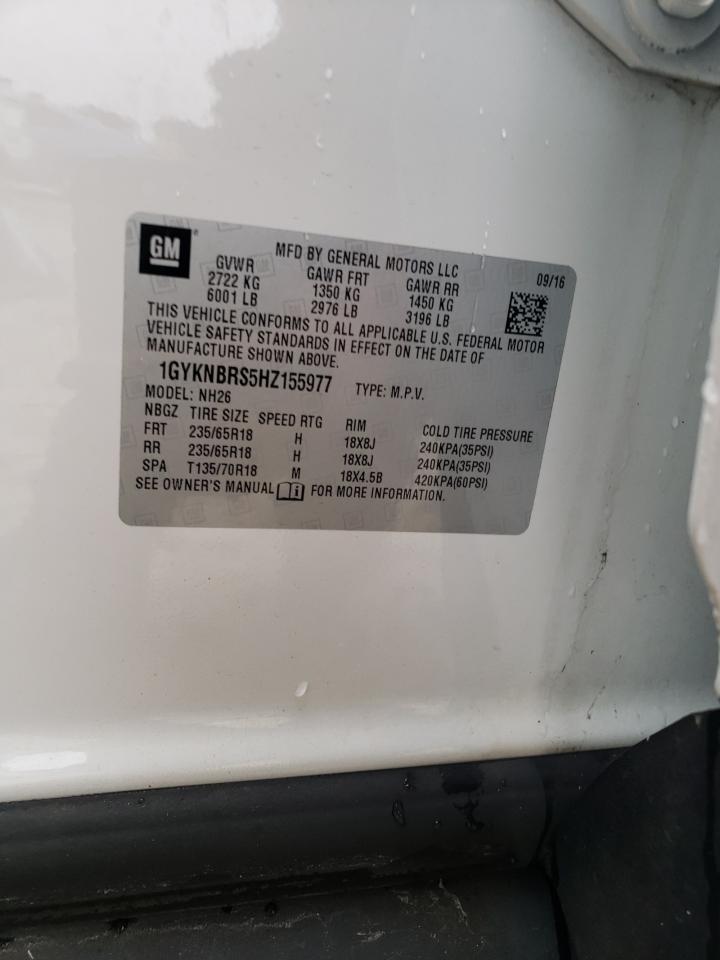 GM ® MFD BY GENERAL MOTORS LLC 09/16
GVWR GAWR FRT GAWR RR
2722 KG 1350 KG 1450 KG
6001 LB 2976 LB 3196 LB
THIS VEHICLE CONFORMS TO ALL APPLICABLE U.S. FEDERAL MOTOR
VEHICLE SAFETY STANDARDS IN EFFECT ON THE DATE OF
MANUFACTURE SHOWN ABOVE.
1GYKNBRS5HZ155977 TYPE: M.P.V.
MODEL: NH26
NBGZ TIRE SIZE SPEED RTG RIM COLD TIRE PRESSURE
FRT 235/65R18 H 18X8J 240KPA(35PSI)
RR 235/65R18 H 18X8J 240KPA(35PSI)
SPA T135/70R18 M 18X4.5B 420KPA(60PSI)
SEE OWNER'S MANUAL FOR MORE INFORMATION.